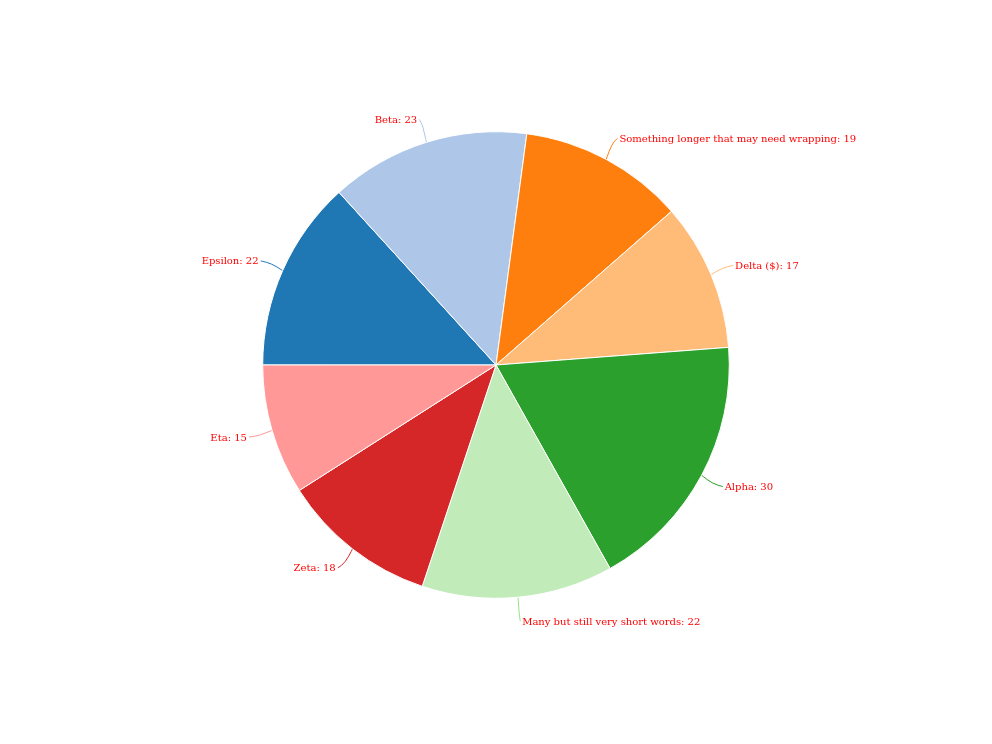 Beta: 23
Something longer that may need wrapping: 19
Epsilon: 22
Delta ($): 17
Eta: 15
Alpha: 30
Zeta: 18
Many but still very short words: 22